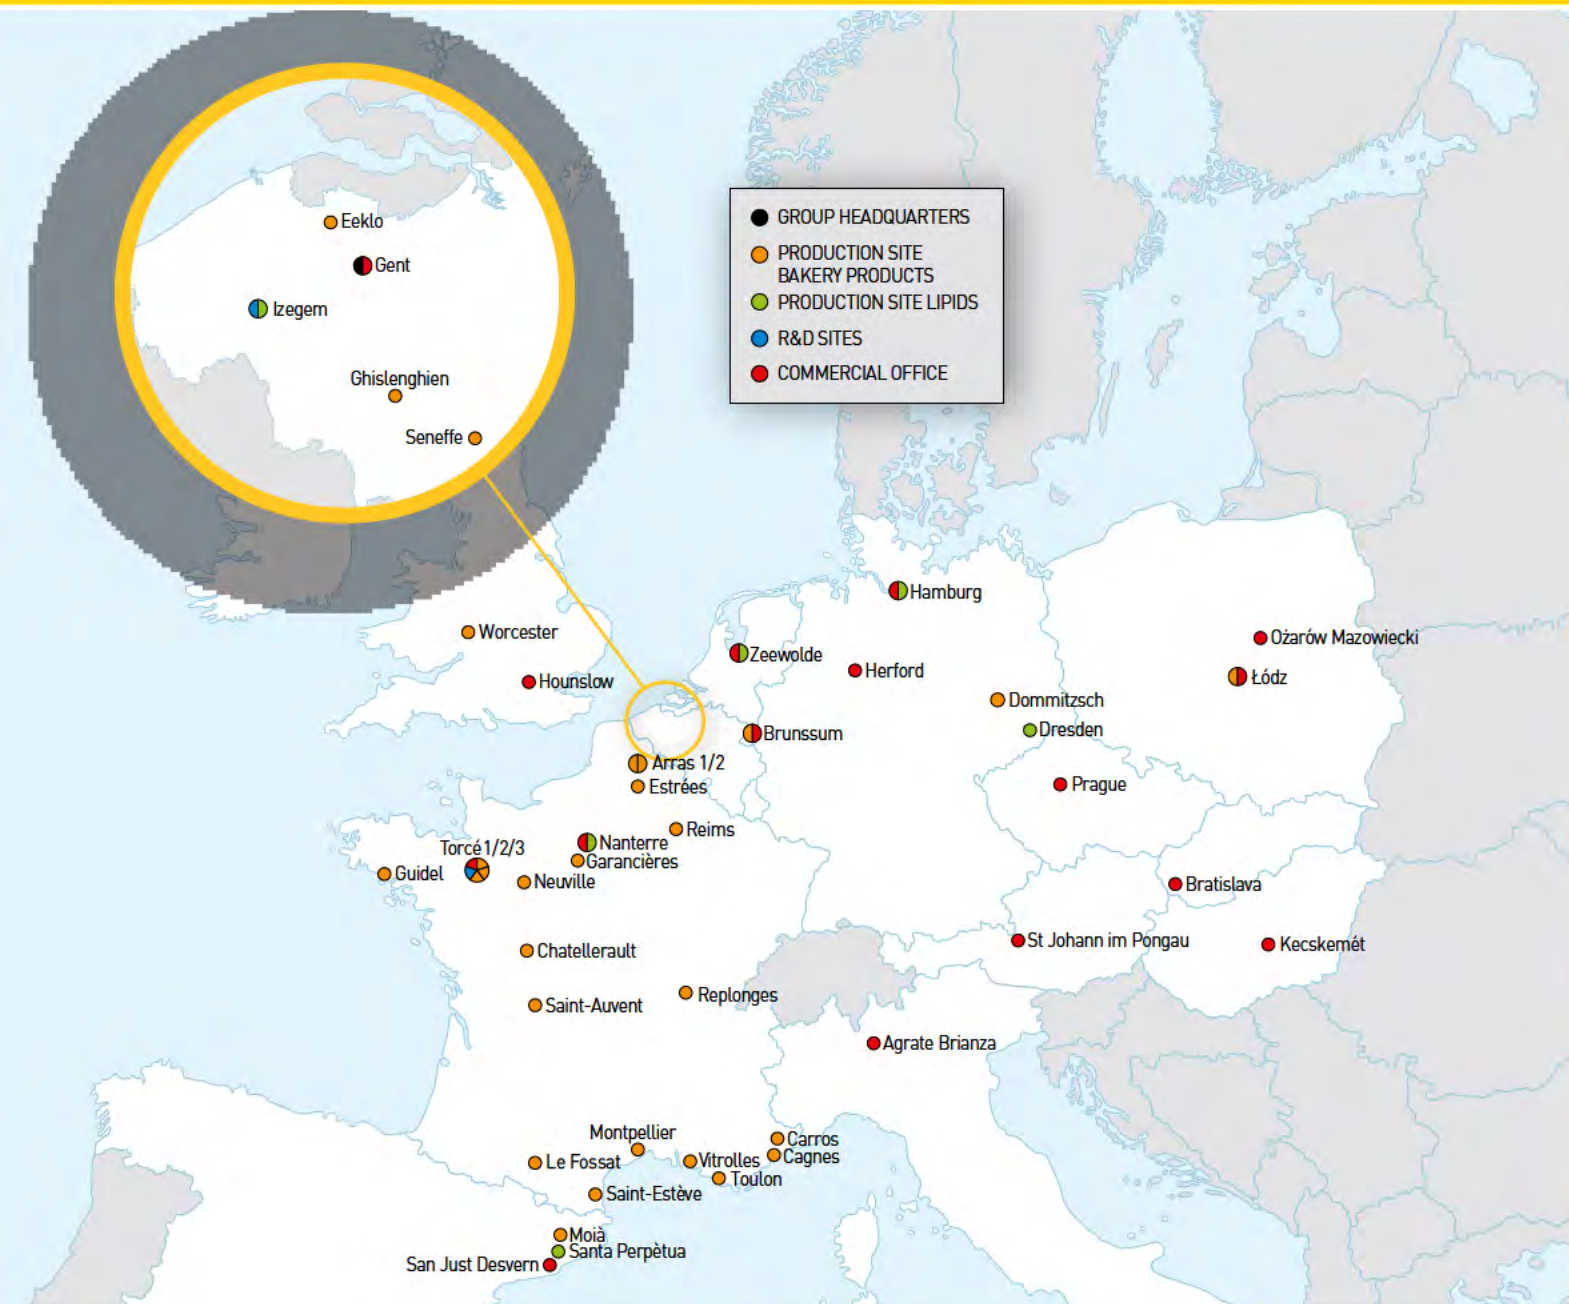 Eeklo
Gent
Izegem
Ghislenghien
Seneffe
GROUP HEADQUARTERS
PRODUCTION SITE
BAKERY PRODUCTS
PRODUCTION SITE LIPIDS
R&D SITES
COMMERCIAL OFFICE
Hamburg
Worcester
Ożarów Mazowiecki
Zeewolde
Herford
Łódz
Hounslow
Dommitzsch
Dresden
Brunssum
Arras 1/2
Estrées
Prague
Reims
Nanterre
Torcé 1/2/3
Garancières
Guidel
Neuville
Bratislava
St Johann im Pongau
Kecskemét
Chatellerault
Replonges
Saint-Auvent
Agrate Brianza
Montpellier
Carros
Cagnes
Le Fossat
Vitrolles
Toulon
Saint-Estève
Moià
Santa Perpètua
San Just Desvern